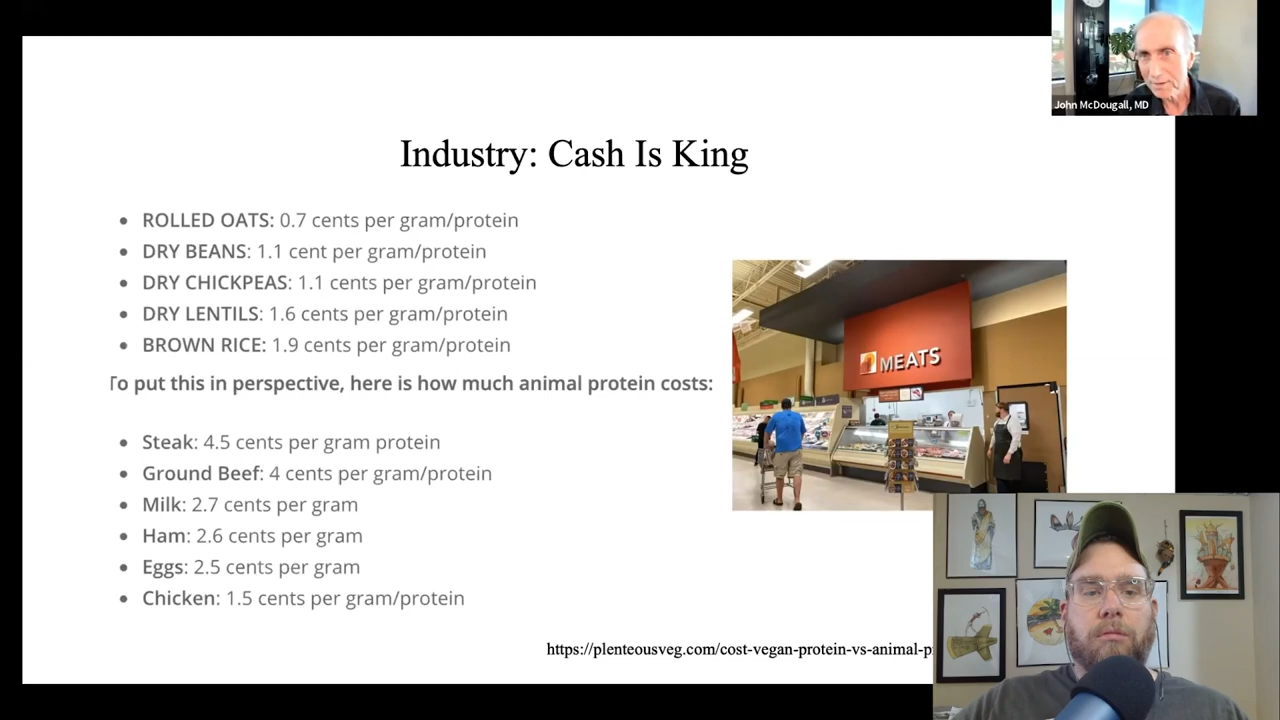 John McDougall, MD
Industry: Cash Is King
ROLLED OATS: 0.7 cents per gram/protein
DRY BEANS: 1.1 cent per gram/protein
DRY CHICKPEAS: 1.1 cents per gram/protein
DRY LENTILS: 1.6 cents per gram/protein
BROWN RICE: 1.9 cents per gram/protein
To put this in perspective, here is how much animal protein costs:
MEATS
Steak: 4.5 cents per gram protein
Ground Beef: 4 cents per gram/protein
Milk: 2.7 cents per gram
Ham: 2.6 cents per gram
Eggs: 2.5 cents per gram
Chicken: 1.5 cents per gram/protein
https://plenteousveg.com/cost-vegan-protein-vs-animal-p